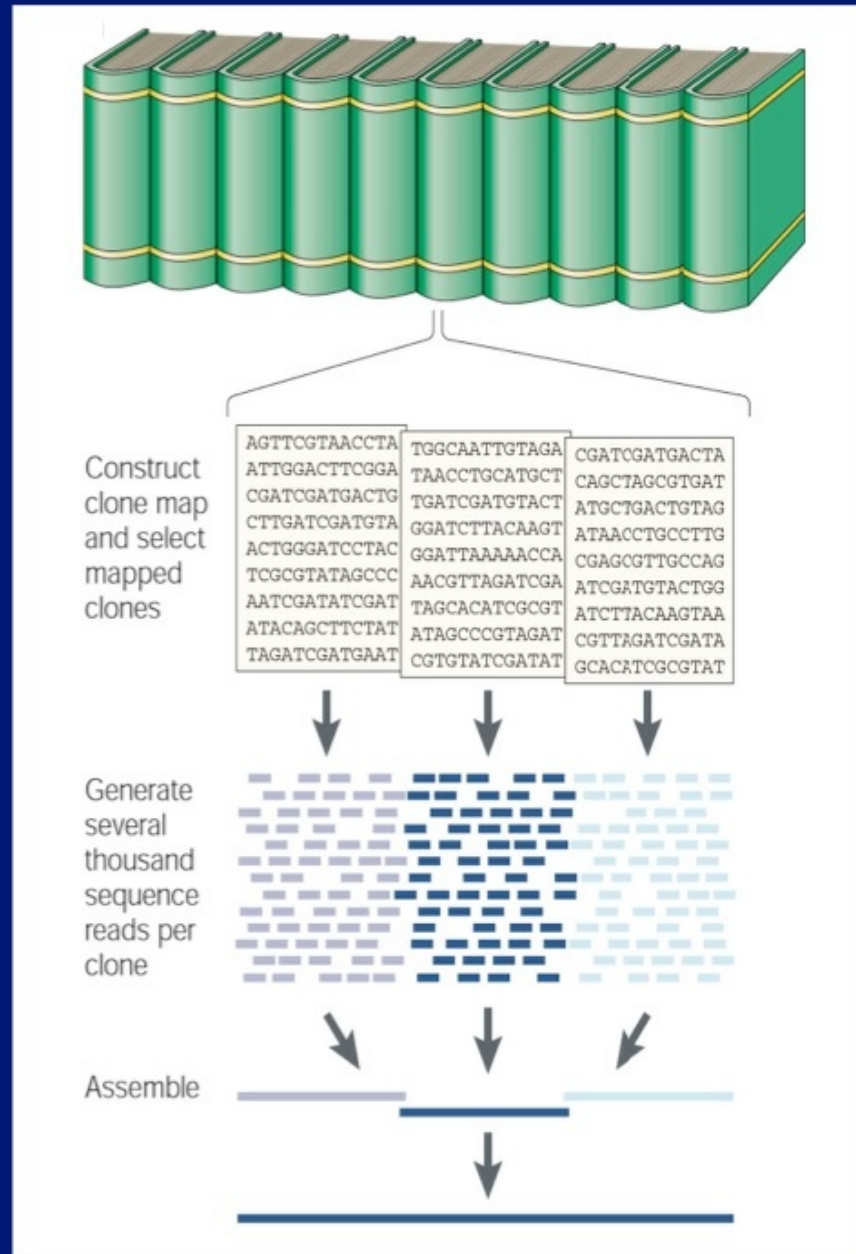 Construct
clone map
and select
mapped
clones
AGTTCGTAACCTA
ATTGGACTTCGGA
CGATCGATGACTG
CTTGATCGATGTA
ACTGGGATCCTAC
TCGCGTATAGCCC
AATCGATATCGAT
ATACAGCTTCTAT
TAGATCGATGAAT
TGGCAATTGTAGA
TAACCTGCATGCT
TGATCGATGTACT
GGATCTTACAAGT
GGATTAAAAACCA
AACGTTAGATCGA
TAGCACATCGCGT
ATAGCCCGTAGAT
CGTGTATCGATAT
CGATCGATGACTA
CAGCTAGCGTGAT
ATGCTGACTGTAG
ATAACCTGCCTTG
CGAGCGTTGCCAG
ATCGATGTACTGG
ATCTTACAAGTAA
CGTTAGATCGATA
GCACATCGCGTAT
Generate
several
thousand
sequence
reads per
clone
Assemble